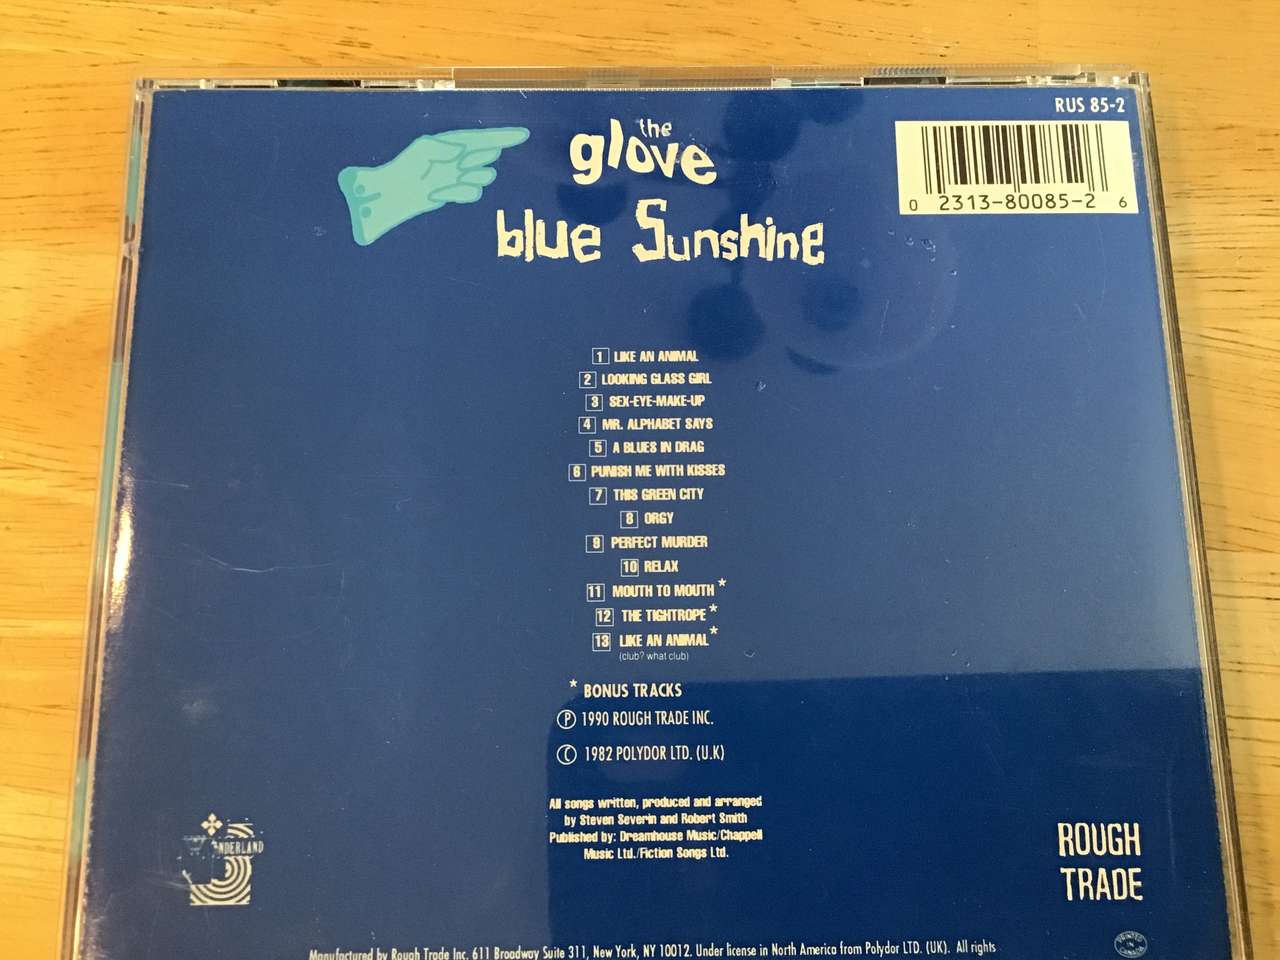 RUS 85-2
the
glove
blue Sunshine
0 2313-80085-2 6
1 LIKE AN ANIMAL
2 LOOKING GLASS GIRL
3 SEX-EYE-MAKE-UP
4 MR. ALPHABET SAYS
5 A BLUES IN DRAG
6 PUNISH ME WITH KISSES
7 THIS GREEN CITY
8 ORGY
9 PERFECT MURDER
10 RELAX
11 MOUTH TO MOUTH *
12 THE TIGHTROPE *
13 LIKE AN ANIMAL *
(club? what club)
* BONUS TRACKS
Ⓟ 1990 ROUGH TRADE INC.
© 1982 POLYDOR LTD. (U.K)
All songs written, produced and arranged
by Steven Severin and Robert Smith
Published by: Dreamhouse Music/Chappell
Music Ltd./Fiction Songs Ltd.
NDERLAND
ROUGH
TRADE
Manufactured by Rough Trade Inc. 611 Broadway Suite 311, New York, NY 10012. Under license in North America from Polydor LTD. (UK). All rights
PRINTED
IN